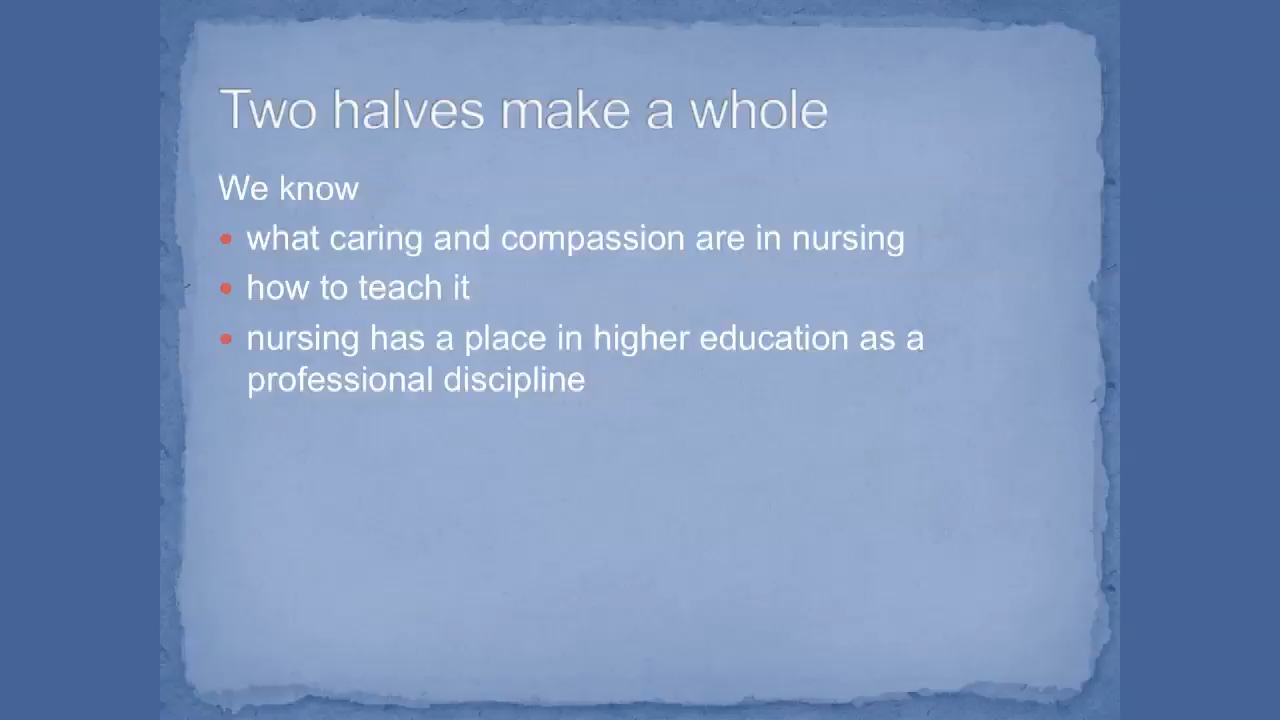 Two halves make a whole
We know
• what caring and compassion are in nursing
• how to teach it
• nursing has a place in higher education as a
professional discipline